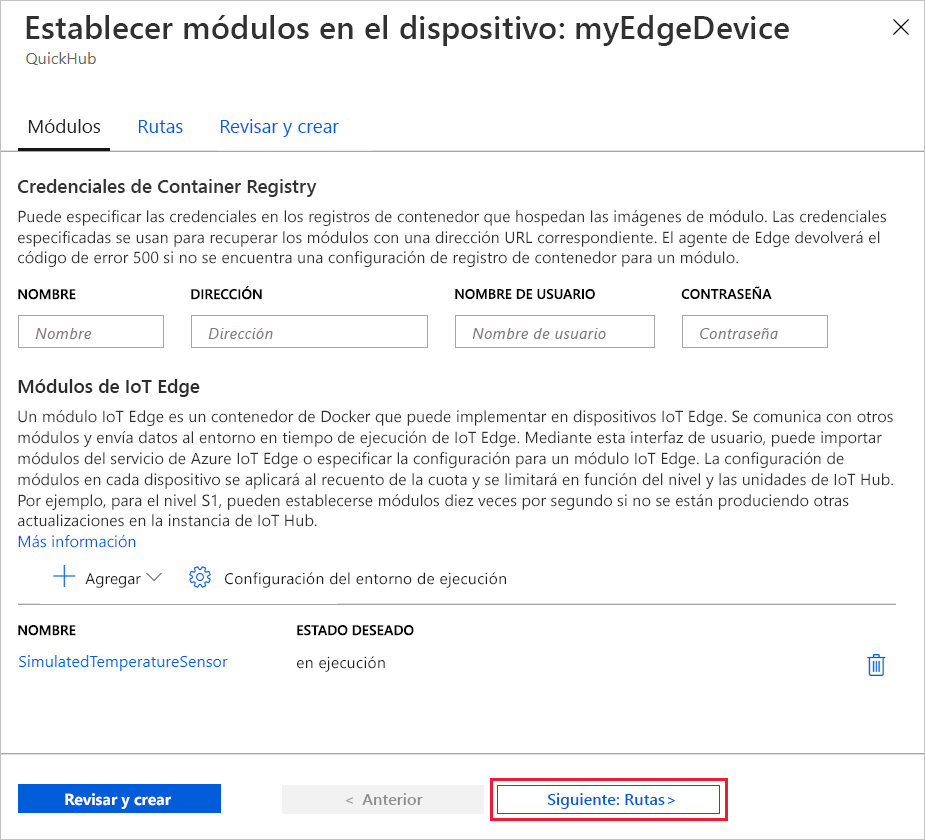 Establecer módulos en el dispositivo: myEdgeDevice
QuickHub
Módulos Rutas Revisar y crear
Credenciales de Container Registry
Puede especificar las credenciales en los registros de contenedor que hospedan las imágenes de módulo. Las credenciales
especificadas se usan para recuperar los módulos con una dirección URL correspondiente. El agente de Edge devolverá el
código de error 500 si no se encuentra una configuración de registro de contenedor para un módulo.
NOMBRE DIRECCIÓN NOMBRE DE USUARIO CONTRASEÑA
Nombre Dirección Nombre de usuario Contraseña
Módulos de IoT Edge
Un módulo IoT Edge es un contenedor de Docker que puede implementar en dispositivos IoT Edge. Se comunica con otros
módulos y envía datos al entorno en tiempo de ejecución de IoT Edge. Mediante esta interfaz de usuario, puede importar
módulos del servicio de Azure IoT Edge o especificar la configuración para un módulo IoT Edge. La configuración de
módulos en cada dispositivo se aplicará al recuento de la cuota y se limitará en función del nivel y las unidades de IoT Hub.
Por ejemplo, para el nivel S1, pueden establecerse módulos diez veces por segundo si no se están produciendo otras
actualizaciones en la instancia de IoT Hub.
Más información
Agregar Configuración del entorno de ejecución
NOMBRE ESTADO DESEADO
SimulatedTemperatureSensor en ejecución
Revisar y crear < Anterior Siguiente: Rutas>